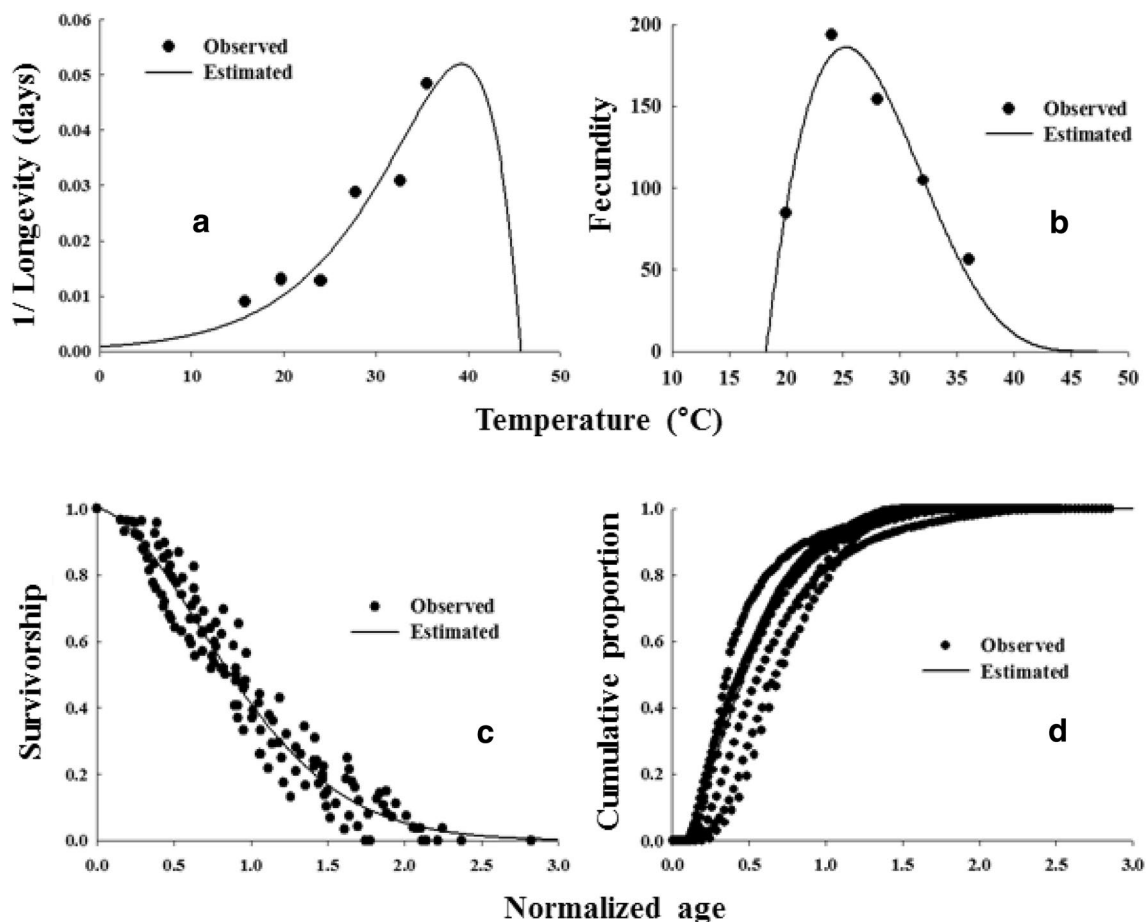 0.06
0.05
0.04
0.03
0.02
0.01
0.00
1/ Longevity (days)
Observed
Estimated
a
0 10 20 30 40 50
200
150
100
50
0
Fecundity
Observed
Estimated
b
10 15 20 25 30 35 40 45 50
Temperature (°C)
1.0
0.8
0.6
0.4
0.2
0.0
Survivorship
Observed
Estimated
c
0.0 0.5 1.0 1.5 2.0 2.5 3.0
1.0
0.8
0.6
0.4
0.2
0.0
Cumulative proportion
Observed
Estimated
d
0.0 0.5 1.0 1.5 2.0 2.5 3.0
Normalized age